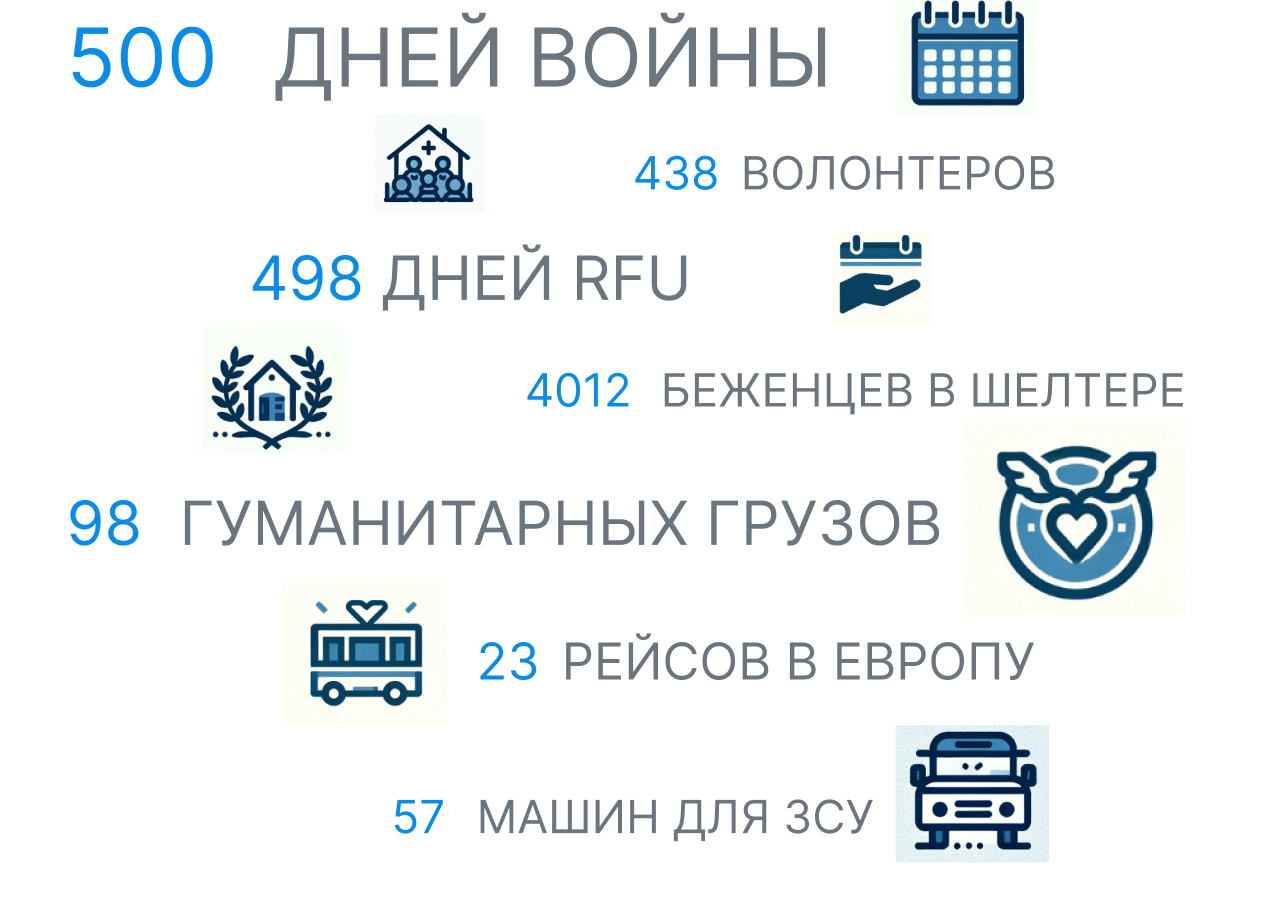 500 ДНЕЙ ВОЙНЫ
438 ВОЛОНТЕРОВ
498 ДНЕЙ RFU
4012 БЕЖЕНЦЕВ В ШЕЛТЕРЕ
98 ГУМАНИТАРНЫХ ГРУЗОВ
23 РЕЙСОВ В ЕВРОПУ
57 МАШИН ДЛЯ ЗСУ